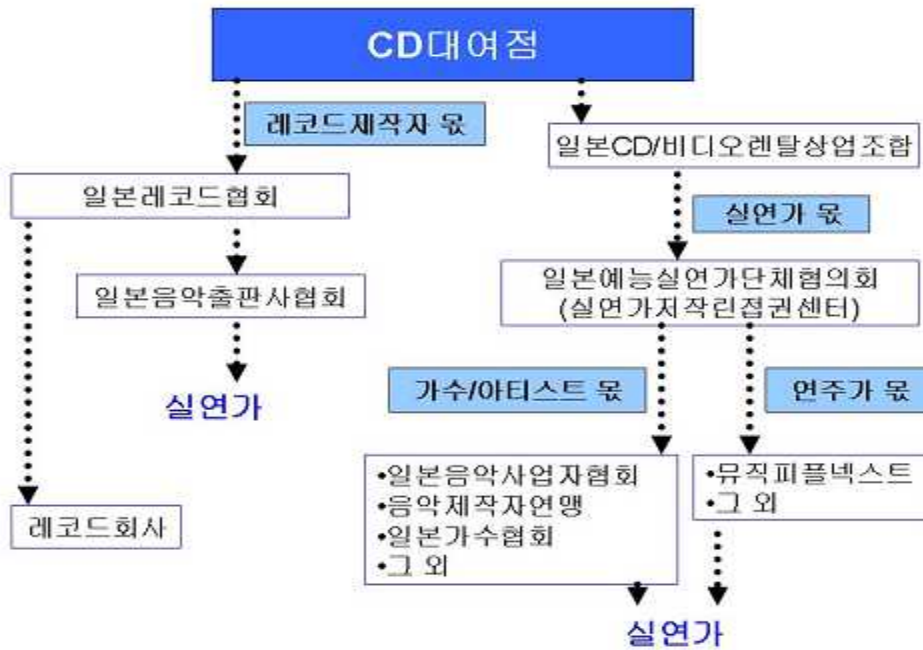 CD대여점
레코드제작자 몫
일본CD/비디오렌탈상업조합
일본레코드협회
실연가 몫
일본음악출판사협회
일본예능실연가단체협의회
(실연가저작린접권센터)
실연가
가수/아티스트 몫
연주가 몫
•일본음악사업자협회
•음악제작자연맹
•일본가수협회
•그 외
•뮤직피플넥스트
•그 외
레코드회사
실연가